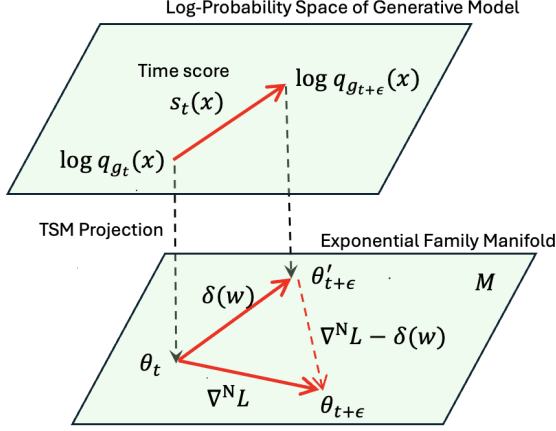 Log-Probability Space of Generative Model
Time score
s_t(x)
log q_{g_{t+ϵ}}(x)
log q_{g_t}(x)
TSM Projection
Exponential Family Manifold
θ'_{t+ϵ}
M
δ(w)
∇^N L − δ(w)
θ_t
∇^N L
θ_{t+ϵ}